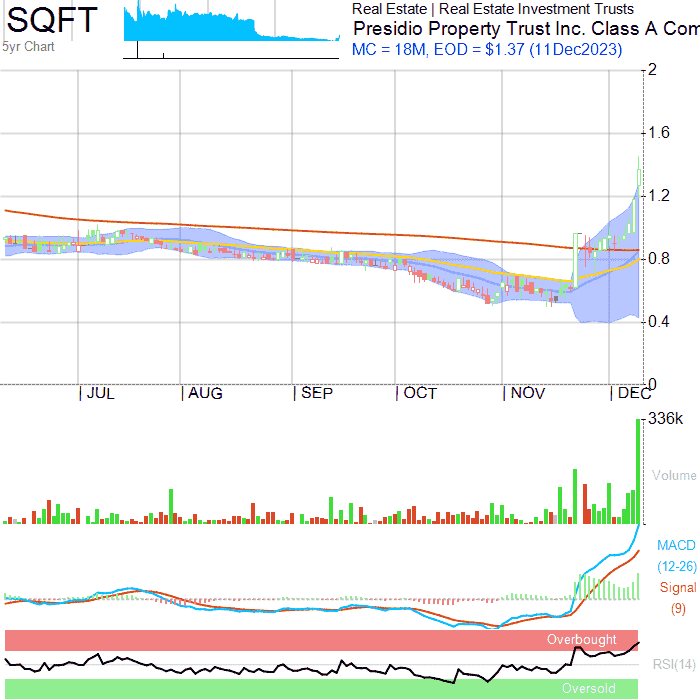 SQFT
5yr Chart
Real Estate | Real Estate Investment Trusts
Presidio Property Trust Inc. Class A Com
MC = 18M, EOD = $1.37 (11Dec2023)
2
1.6
1.2
0.8
0.4
0
| JUL | AUG | SEP | OCT | NOV | DEC
336k
Volume
MACD
(12-26)
Signal
(9)
Overbought
RSI(14)
Oversold